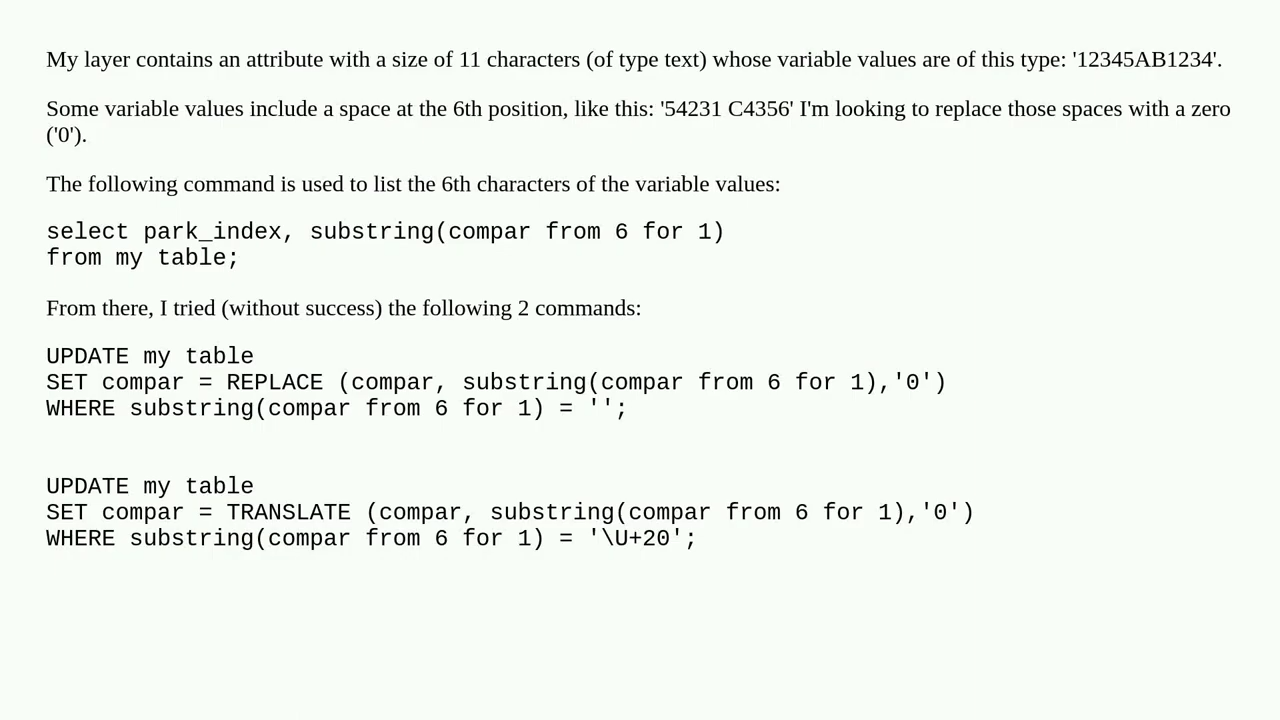 My layer contains an attribute with a size of 11 characters (of type text) whose variable values are of this type: '12345AB1234'.
Some variable values include a space at the 6th position, like this: '54231 C4356' I'm looking to replace those spaces with a zero
('0').
The following command is used to list the 6th characters of the variable values:
select park_index, substring(compar from 6 for 1)
from my table;
From there, I tried (without success) the following 2 commands:
UPDATE my table
SET compar = REPLACE (compar, substring(compar from 6 for 1),'0')
WHERE substring(compar from 6 for 1) = '';
UPDATE my table
SET compar = TRANSLATE (compar, substring(compar from 6 for 1),'0')
WHERE substring(compar from 6 for 1) = '\U+20';